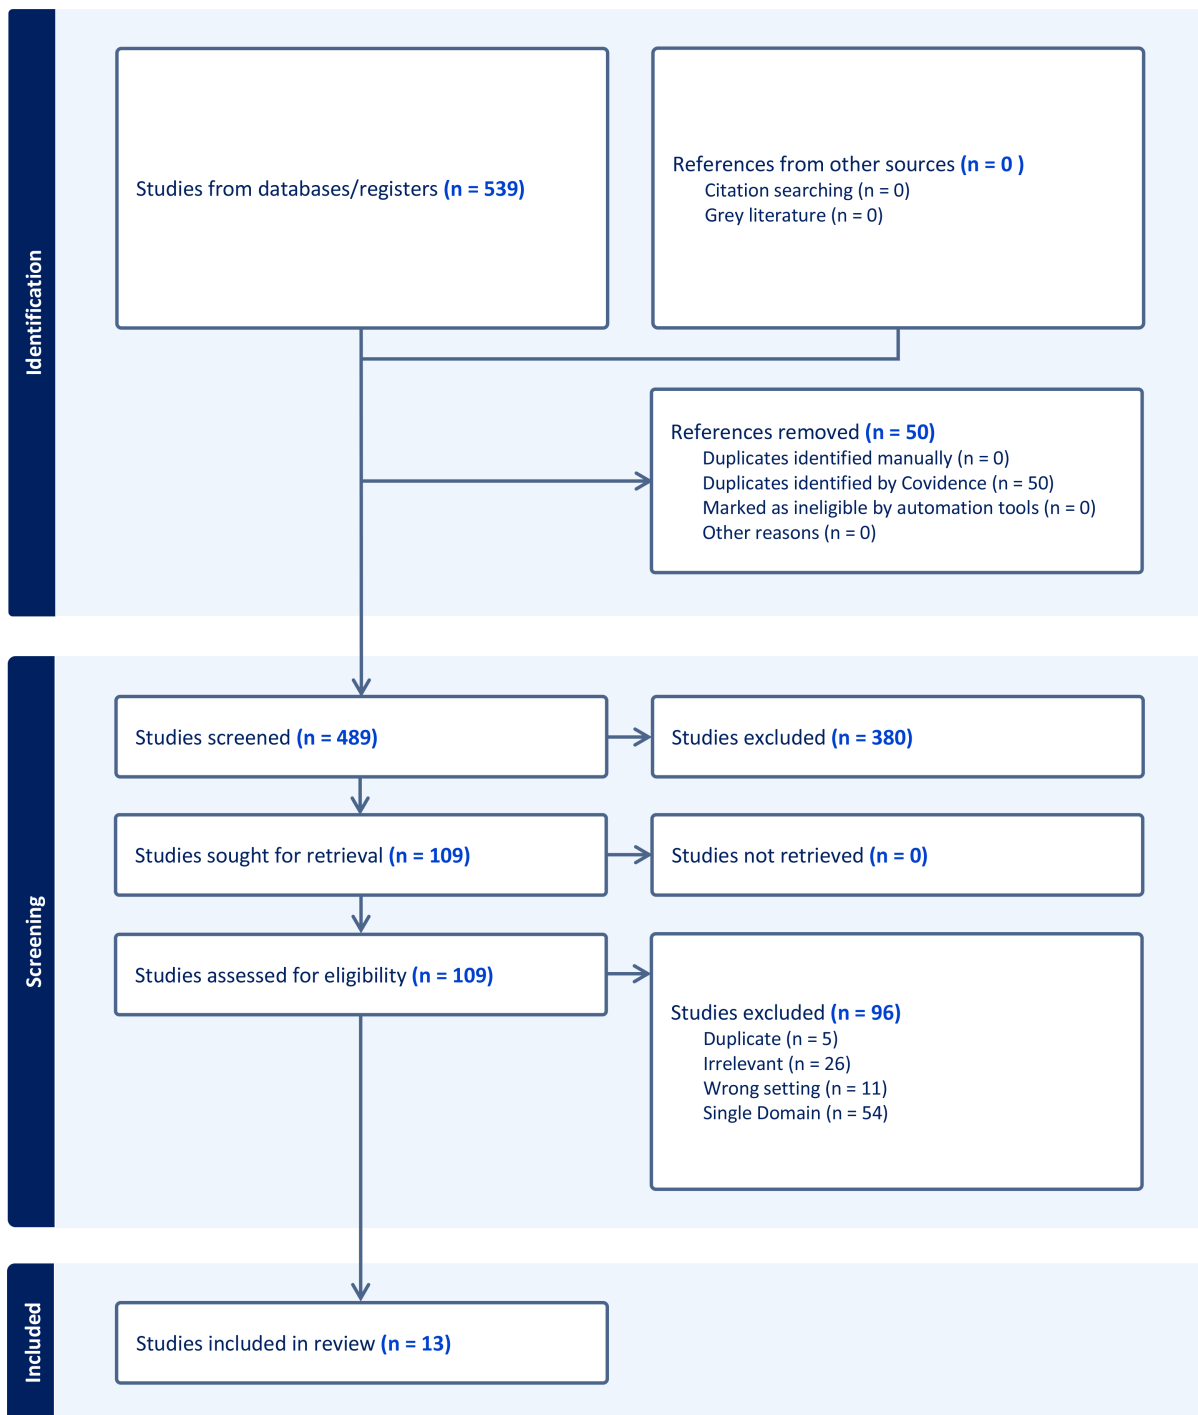 Identification
Studies from databases/registers (n = 539)
References from other sources (n = 0 )
Citation searching (n = 0)
Grey literature (n = 0)
References removed (n = 50)
Duplicates identified manually (n = 0)
Duplicates identified by Covidence (n = 50)
Marked as ineligible by automation tools (n = 0)
Other reasons (n = 0)
Screening
Studies screened (n = 489)
Studies excluded (n = 380)
Studies sought for retrieval (n = 109)
Studies not retrieved (n = 0)
Studies assessed for eligibility (n = 109)
Studies excluded (n = 96)
Duplicate (n = 5)
Irrelevant (n = 26)
Wrong setting (n = 11)
Single Domain (n = 54)
Included
Studies included in review (n = 13)